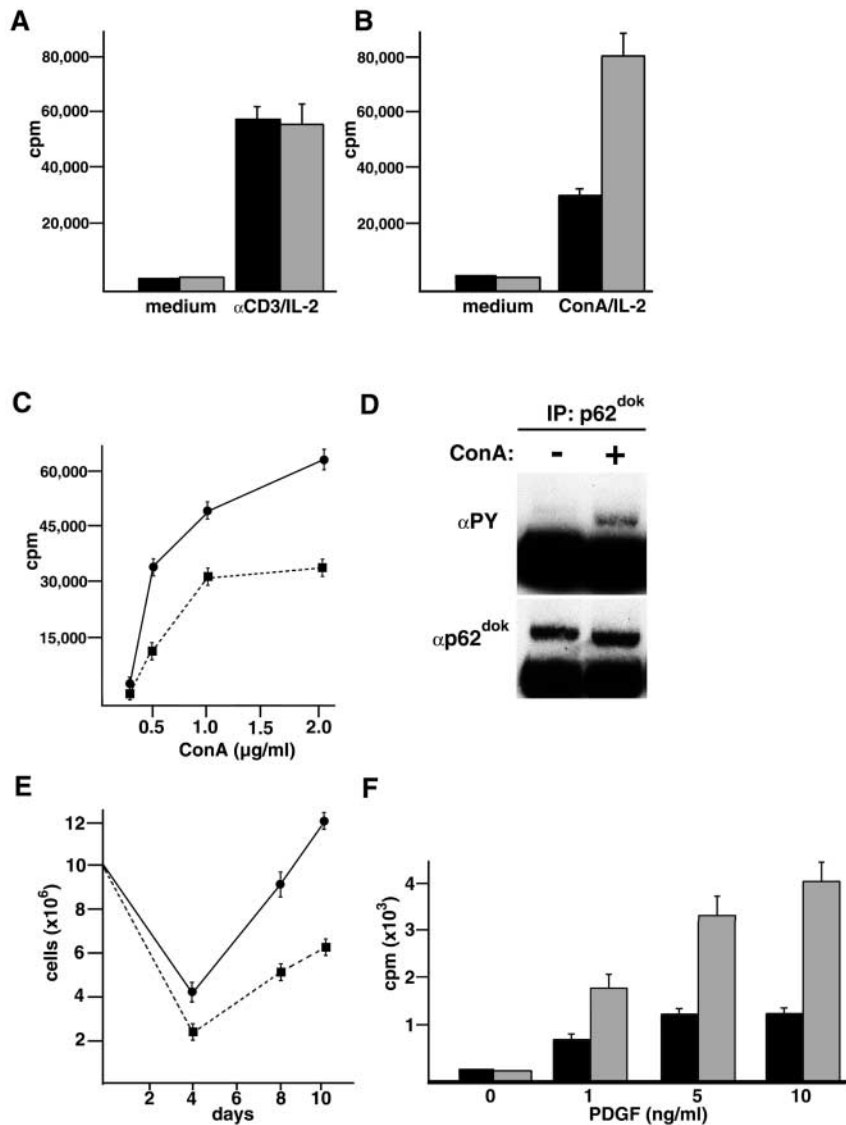 A
80,000
60,000
40,000
20,000
cpm
medium αCD3/IL-2
B
80,000
60,000
40,000
20,000
cpm
medium ConA/IL-2
C
60,000
45,000
30,000
15,000
cpm
0.5 1.0 1.5 2.0
ConA (µg/ml)
D
IP: p62dok
ConA: - +
αPY
αp62dok
E
12
10
8
6
4
2
cells (x10⁶)
2 4 6 8 10
days
F
4
3
2
1
cpm (x10³)
0 1 5 10
PDGF (ng/ml)